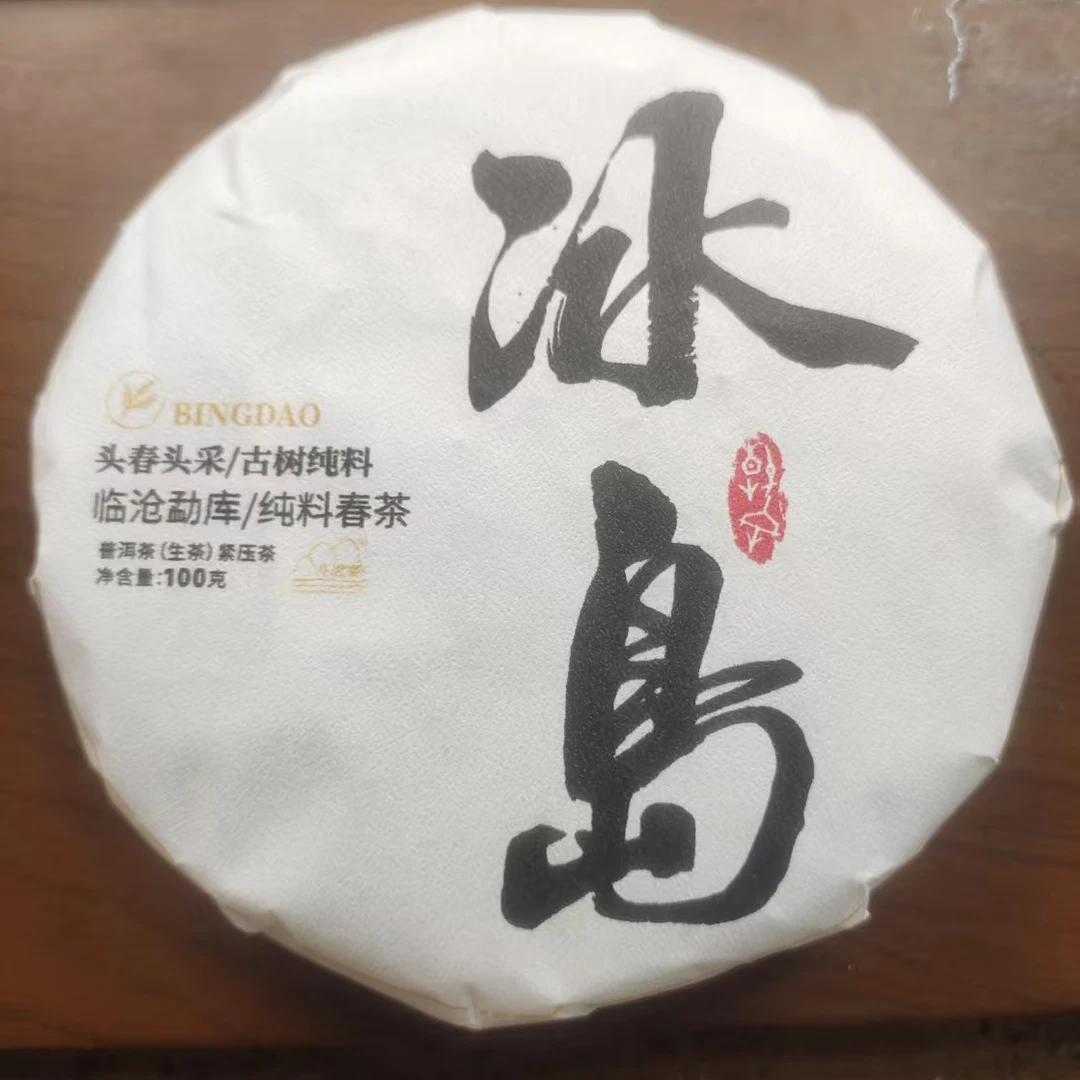 冰岛
BINGDAO
头春头采/古树纯料
临沧勐库/纯料春茶
普洱茶(生茶)紧压茶
净含量:100克